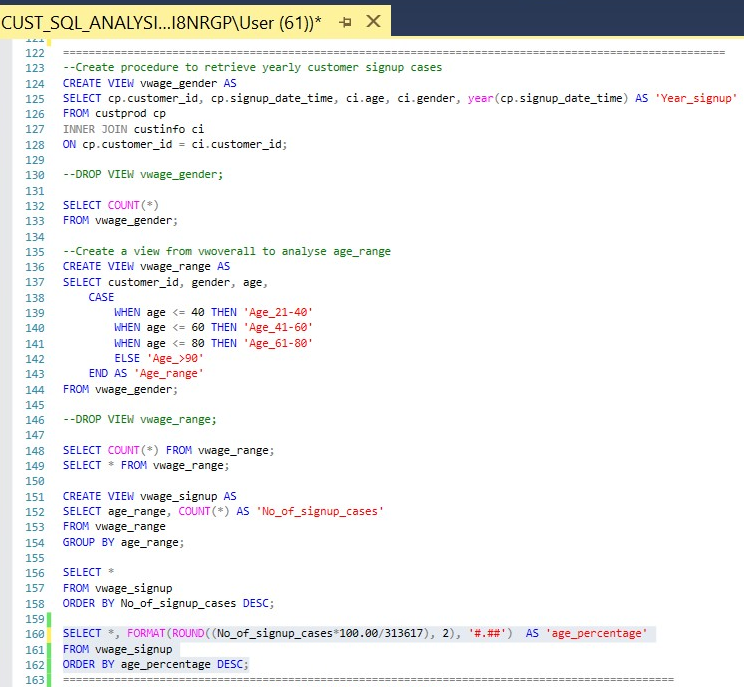 CUST_SQL_ANALYSI...I8NRGP\User (61))*
121
122 ========================================================================================================
123 --Create procedure to retrieve yearly customer signup cases
124 CREATE VIEW vwage_gender AS
125 SELECT cp.customer_id, cp.signup_date_time, ci.age, ci.gender, year(cp.signup_date_time) AS 'Year_signup'
126 FROM custprod cp
127 INNER JOIN custinfo ci
128 ON cp.customer_id = ci.customer_id;
129
130 --DROP VIEW vwage_gender;
131
132 SELECT COUNT(*)
133 FROM vwage_gender;
134
135 --Create a view from vwoverall to analyse age_range
136 CREATE VIEW vwage_range AS
137 SELECT customer_id, gender, age,
138 CASE
139 WHEN age <= 40 THEN 'Age_21-40'
140 WHEN age <= 60 THEN 'Age_41-60'
141 WHEN age <= 80 THEN 'Age_61-80'
142 ELSE 'Age_>90'
143 END AS 'Age_range'
144 FROM vwage_gender;
145
146 --DROP VIEW vwage_range;
147
148 SELECT COUNT(*) FROM vwage_range;
149 SELECT * FROM vwage_range;
150
151 CREATE VIEW vwage_signup AS
152 SELECT age_range, COUNT(*) AS 'No_of_signup_cases'
153 FROM vwage_range
154 GROUP BY age_range;
155
156 SELECT *
157 FROM vwage_signup
158 ORDER BY No_of_signup_cases DESC;
159
160 SELECT *, FORMAT(ROUND((No_of_signup_cases*100.00/313617), 2), '#.##') AS 'age_percentage'
161 FROM vwage_signup
162 ORDER BY age_percentage DESC;
163 ================================================================================================